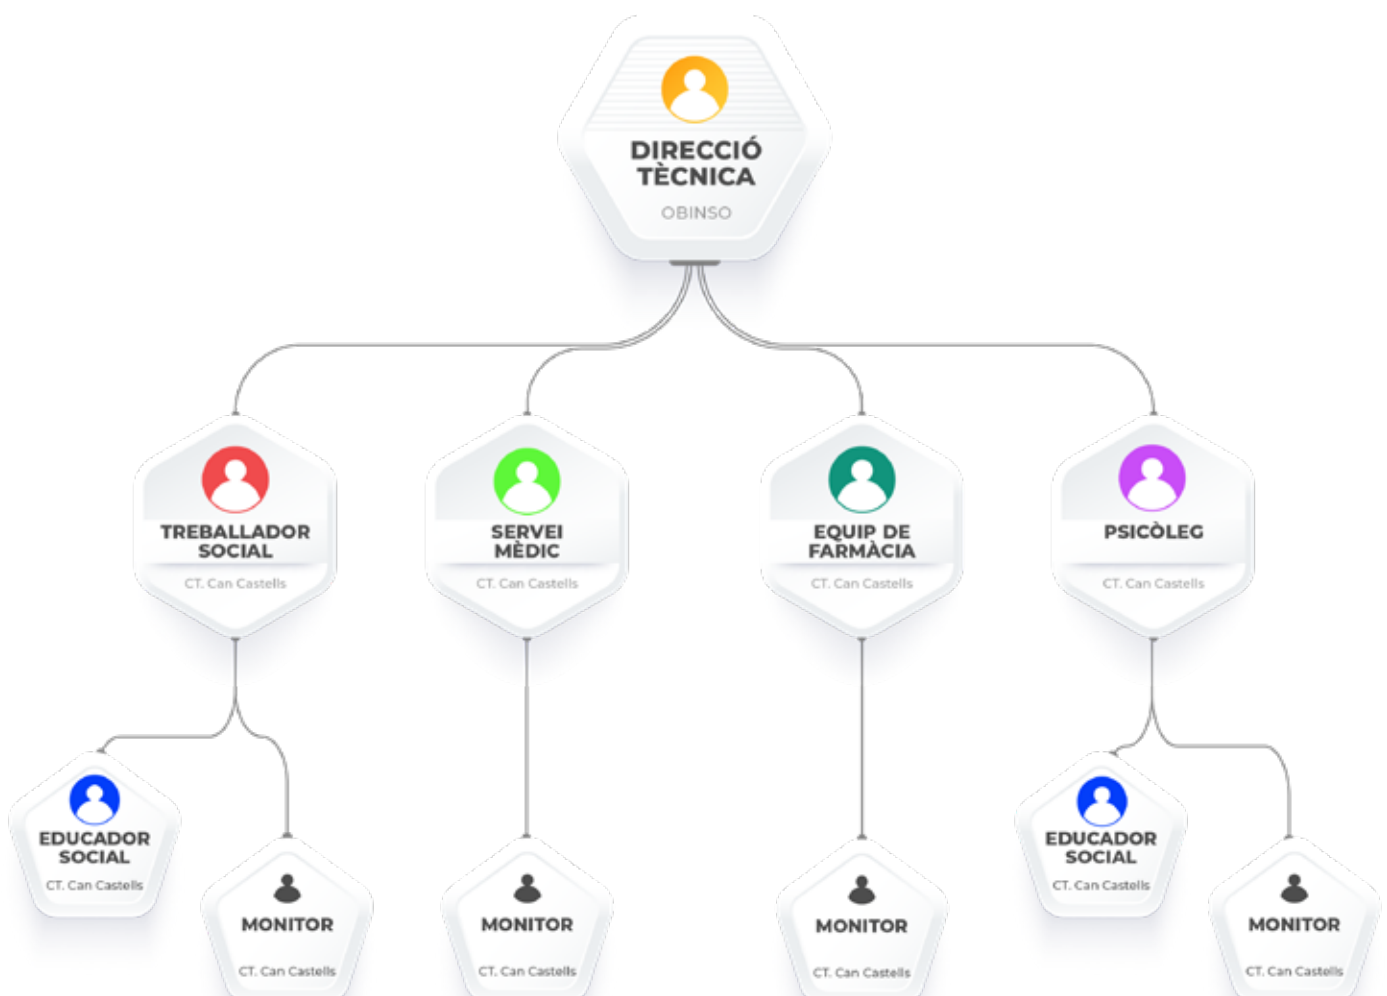 DIRECCIÓ
TÈCNICA
OBINSO
TREBALLADOR
SOCIAL
CT. Can Castells
SERVEI
MÈDIC
CT. Can Castells
EQUIP DE
FARMÀCIA
CT. Can Castells
PSICÒLEG
CT. Can Castells
EDUCADOR
SOCIAL
CT. Can Castells
MONITOR
CT. Can Castells
MONITOR
CT. Can Castells
MONITOR
CT. Can Castells
EDUCADOR
SOCIAL
CT. Can Castells
MONITOR
CT. Can Castells